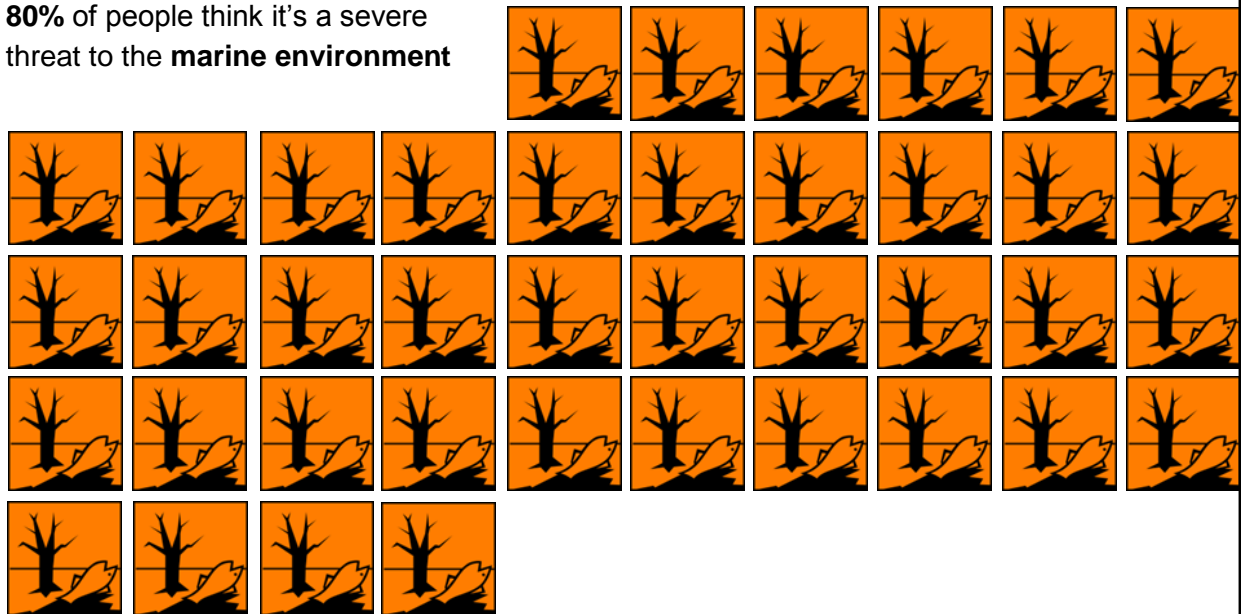 80% of people think it’s a severe
threat to the marine environment